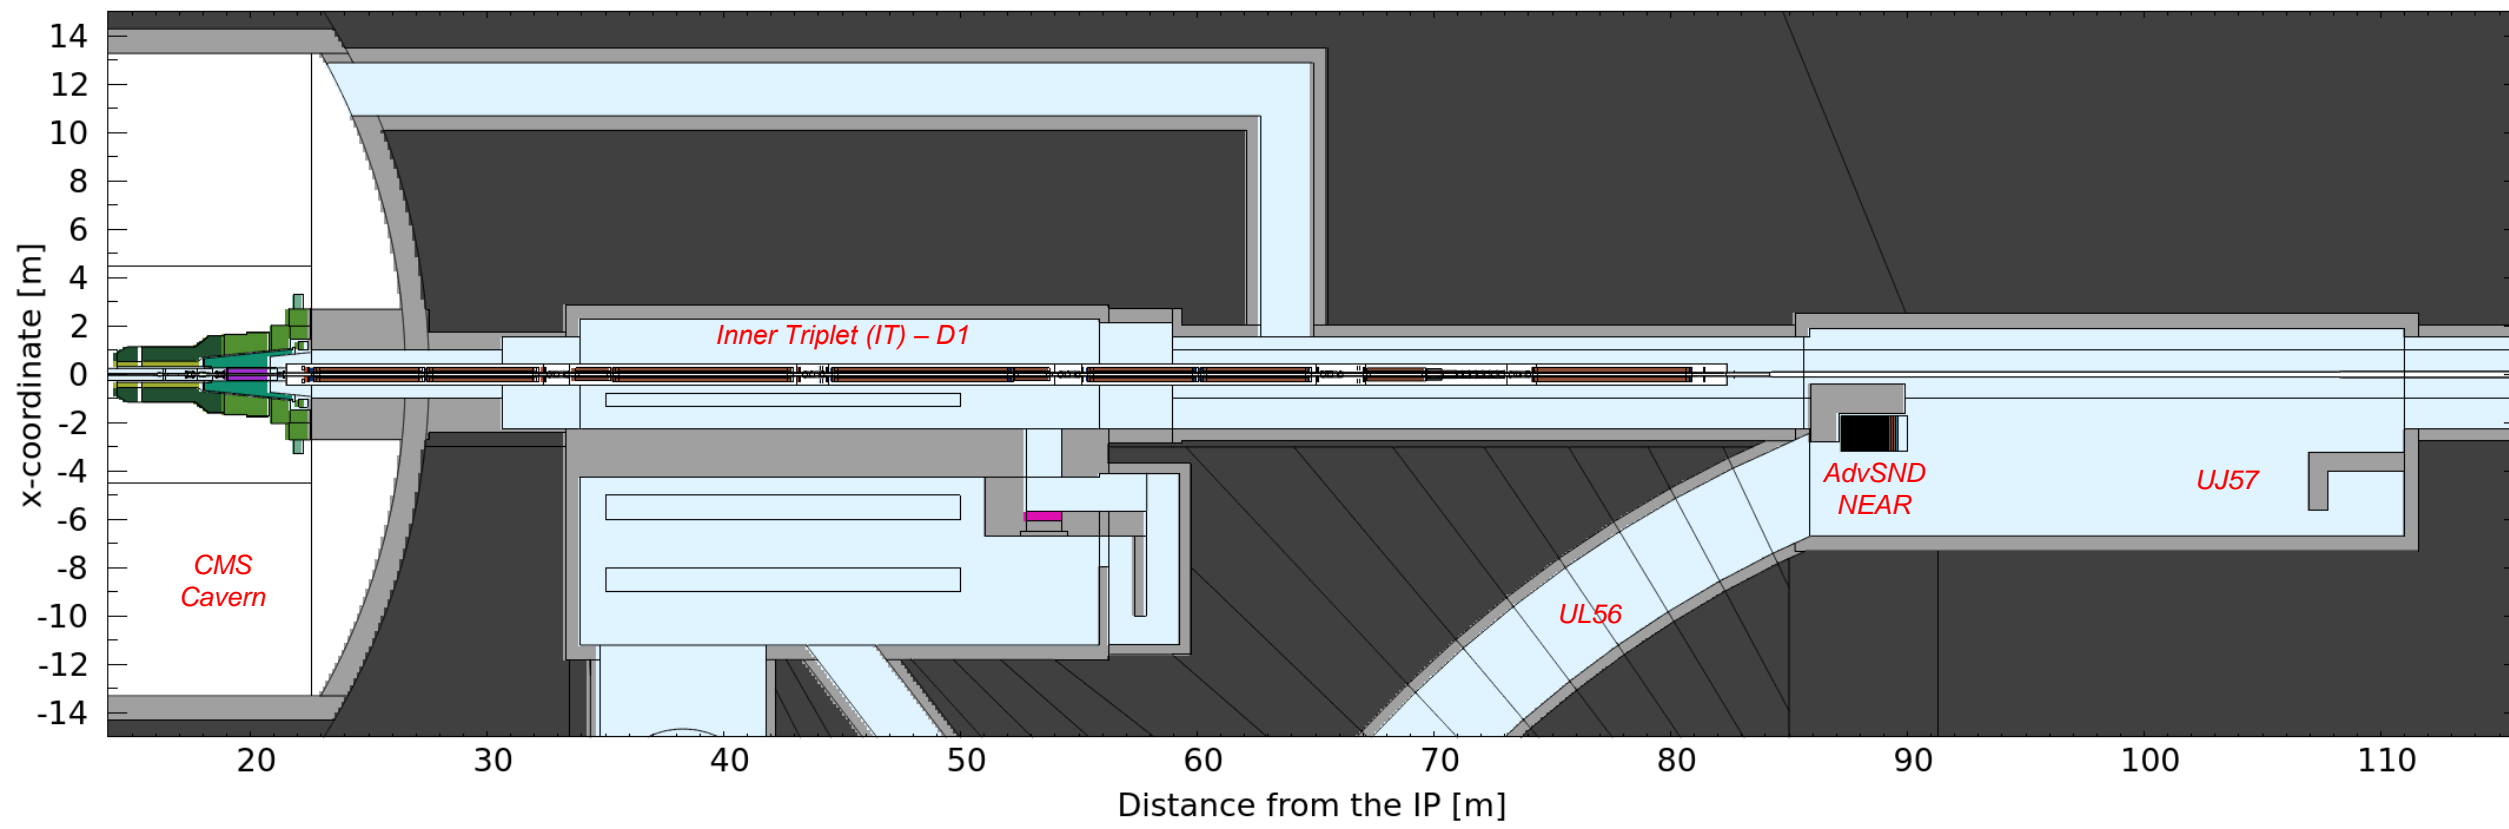 14
12
10
8
6
4
2
0
-2
-4
-6
-8
-10
-12
-14
x-coordinate [m]
Inner Triplet (IT) – D1
CMS
Cavern
AdvSND
NEAR
UJ57
UL56
20 30 40 50 60 70 80 90 100 110
Distance from the IP [m]